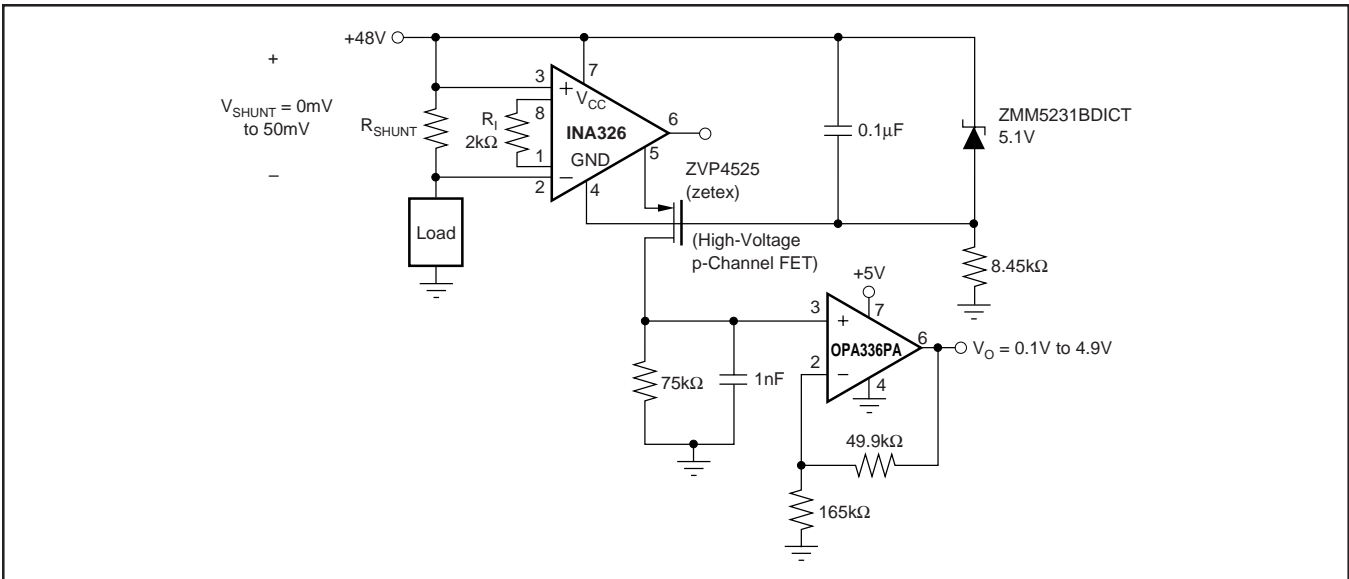 +48V
+
V_SHUNT = 0mV
to 50mV
−
R_SHUNT
Load
3
+
7
V_CC
8
R_I
2kΩ
INA326
6
1
GND
5
2
−
4
ZVP4525
(zetex)
(High-Voltage
p-Channel FET)
0.1μF
ZMM5231BDICT
5.1V
8.45kΩ
+5V
3
+
7
OPA336PA
6
V_O = 0.1V to 4.9V
2
−
4
75kΩ
1nF
49.9kΩ
165kΩ